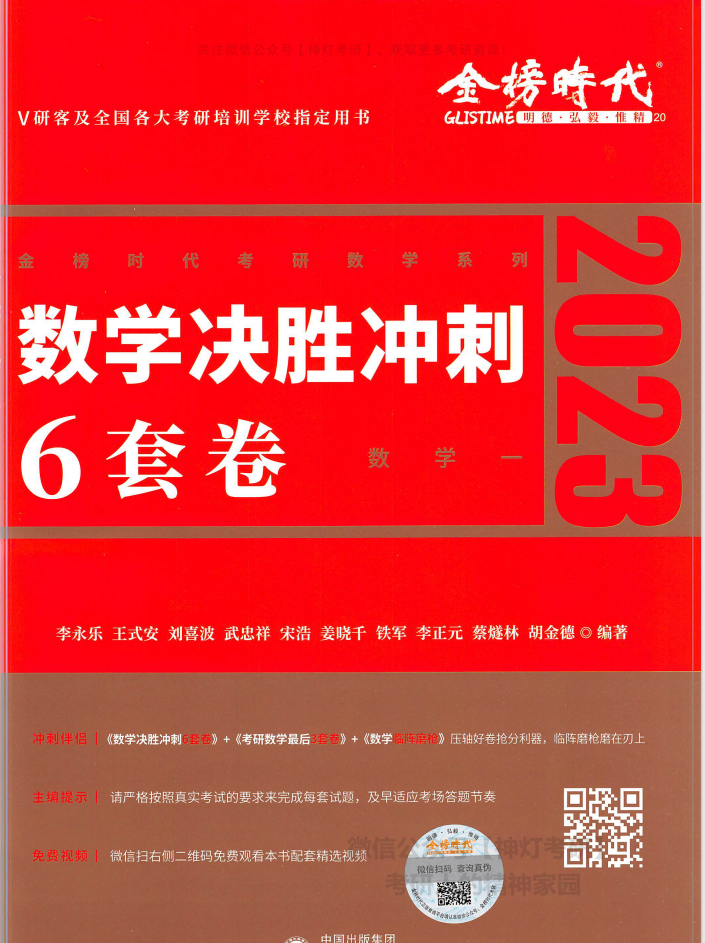 关注微信公众号【神灯考研】，获取更多考研资源！
金榜時代®
V研客及全国各大考研培训学校指定用书
GLISTIME 明德·弘毅·惟精 20
2023
金榜时代考研数学系列
数学决胜冲刺
6套卷
数学一
李永乐 王式安 刘喜波 武忠祥 宋浩 姜晓千 铁军 李正元 蔡燧林 胡金德 ◎ 编著
冲刺伴侣 | 《数学决胜冲刺6套卷》+《考研数学最后3套卷》+《数学临阵磨枪》压轴好卷抢分利器，临阵磨枪磨在刃上
主编提示 | 请严格按照真实考试的要求来完成每套试题，及早适应考场答题节奏
免费视频 | 微信扫右侧二维码免费观看本书配套精选视频
明德·弘毅·惟精
金榜時代
微信扫码 查询真伪
微信公众号【神灯考研】
考研人的精神家园
中国出版集团